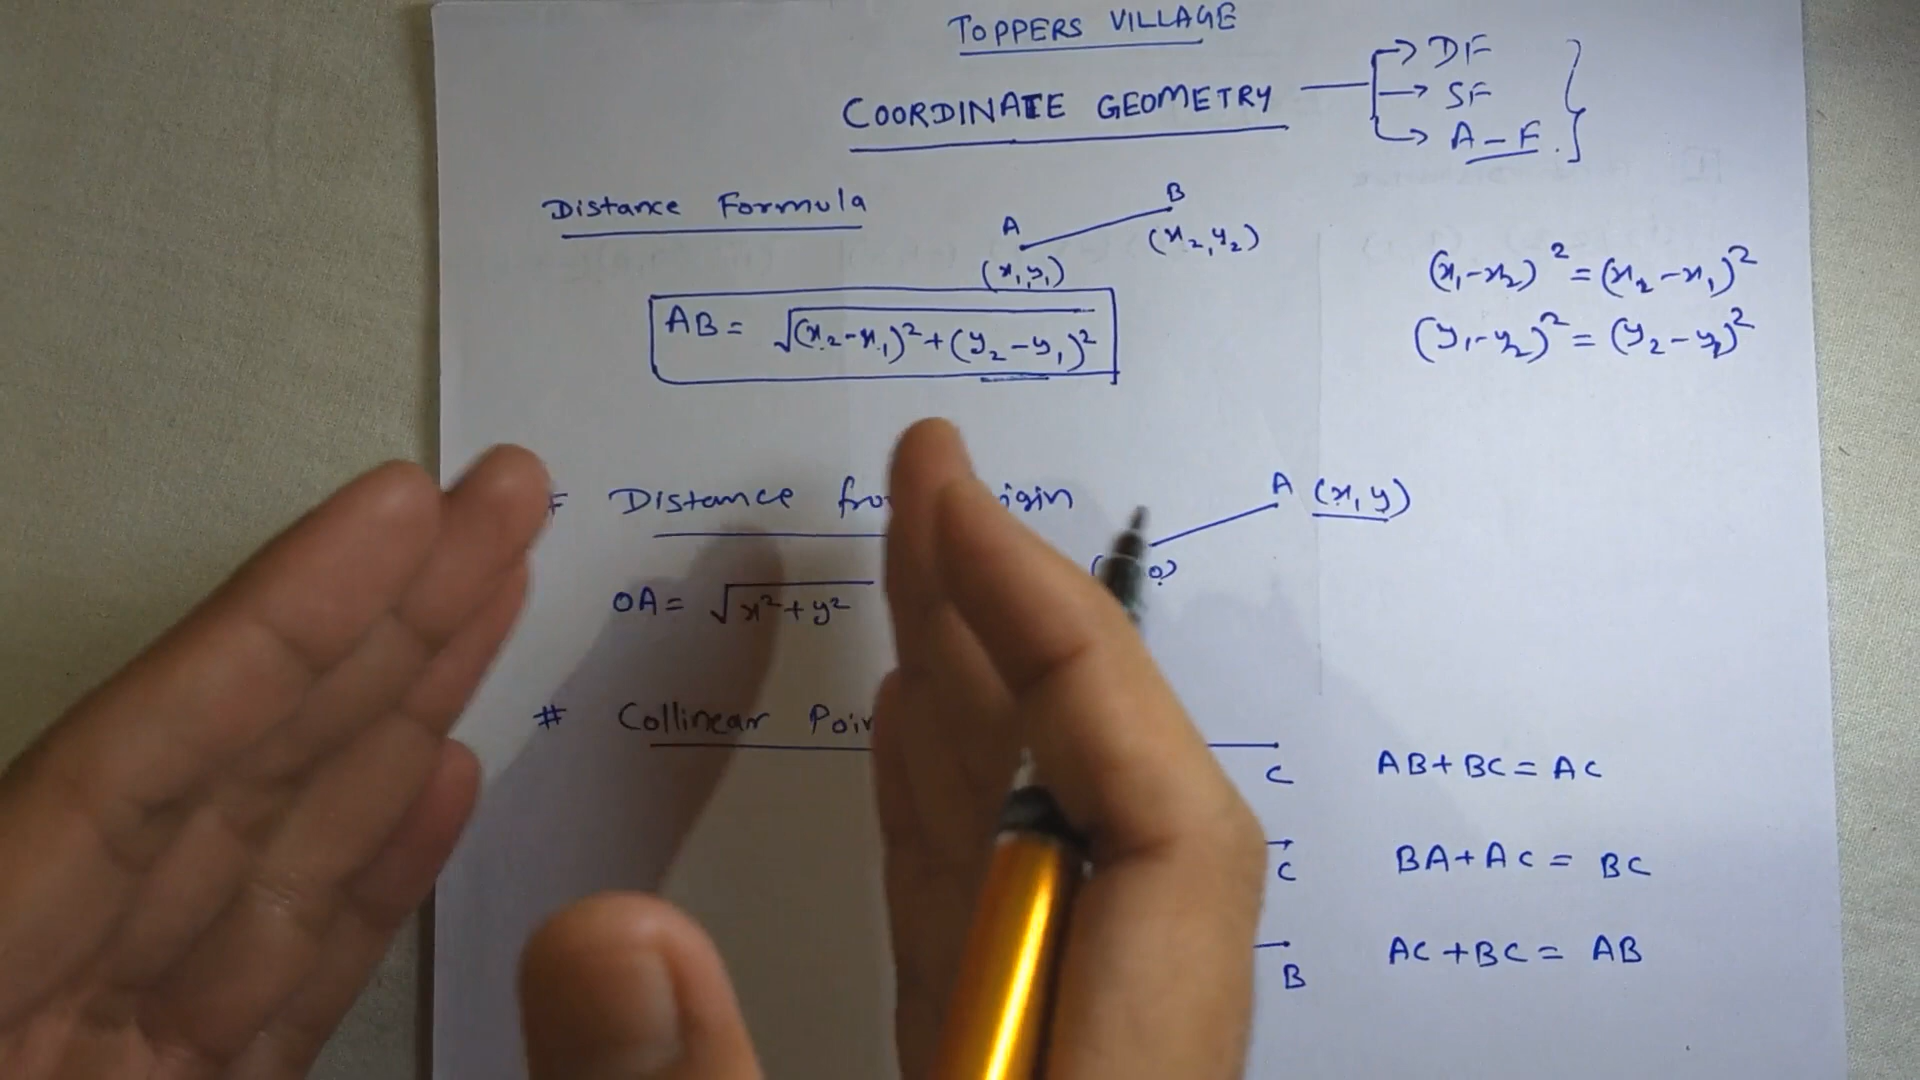 TOPPERS VILLAGE
COORDINATE GEOMETRY
→ DF
→ SF
→ A-F.
Distance Formula
A B
(x₁,y₁) (x₂,y₂)
AB = √(x₂-x₁)²+(y₂-y₁)²
(x₁-x₂)² = (x₂-x₁)²
(y₁-y₂)² = (y₂-y₁)²
Distance
A (x,y)
OA = √x²+y²
# Collinear
C AB+BC = AC
C BA+AC = BC
B AC+BC = AB